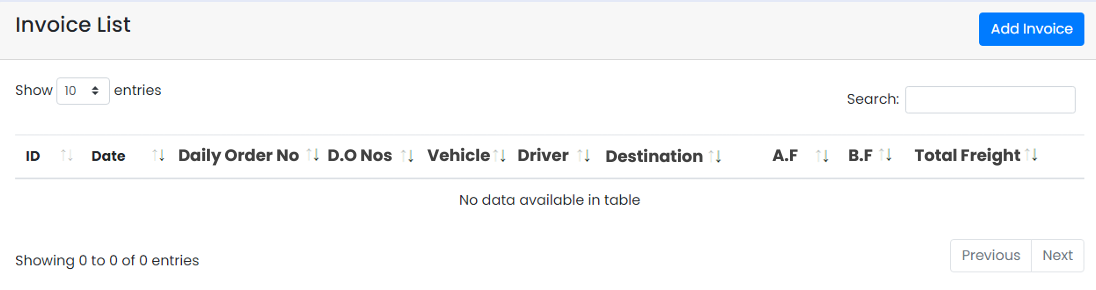 Invoice List
Add Invoice
Show 10 entries
Search:
ID Date Daily Order No D.O Nos Vehicle Driver Destination A.F B.F Total Freight
No data available in table
Showing 0 to 0 of 0 entries
Previous Next